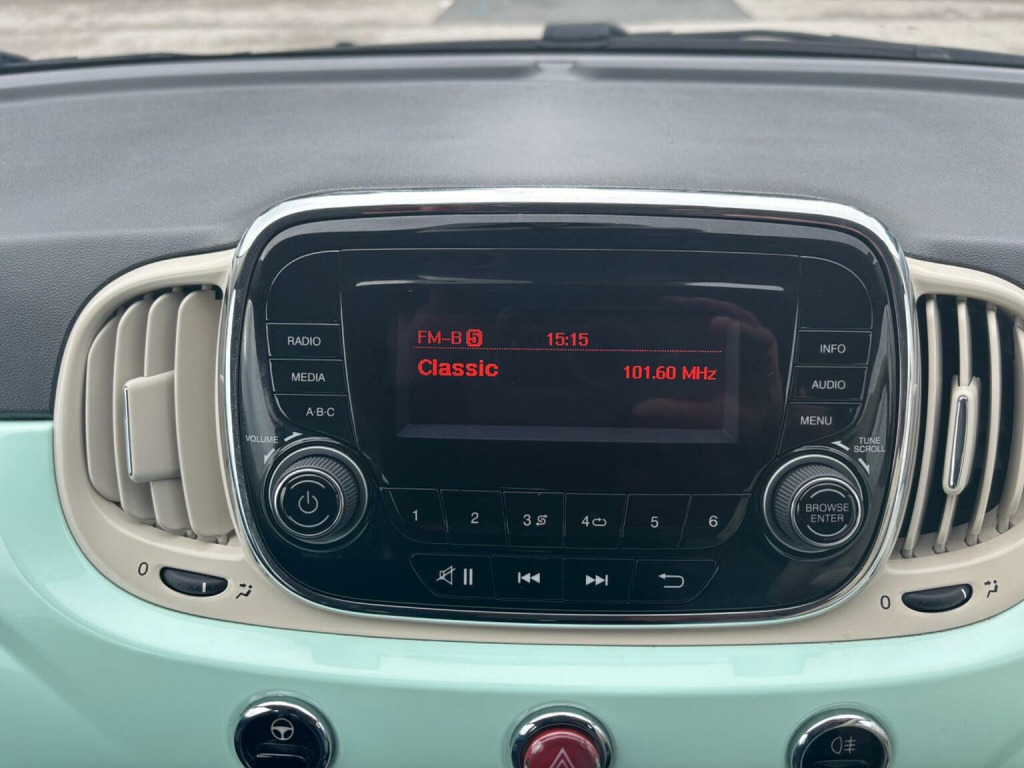 FM-B 5 15:15
Classic 101.60 MHz
RADIO
MEDIA
A·B·C
VOLUME
INFO
AUDIO
MENU
TUNE
SCROLL
BROWSE
ENTER
1 2 3 4 5 6
0
0